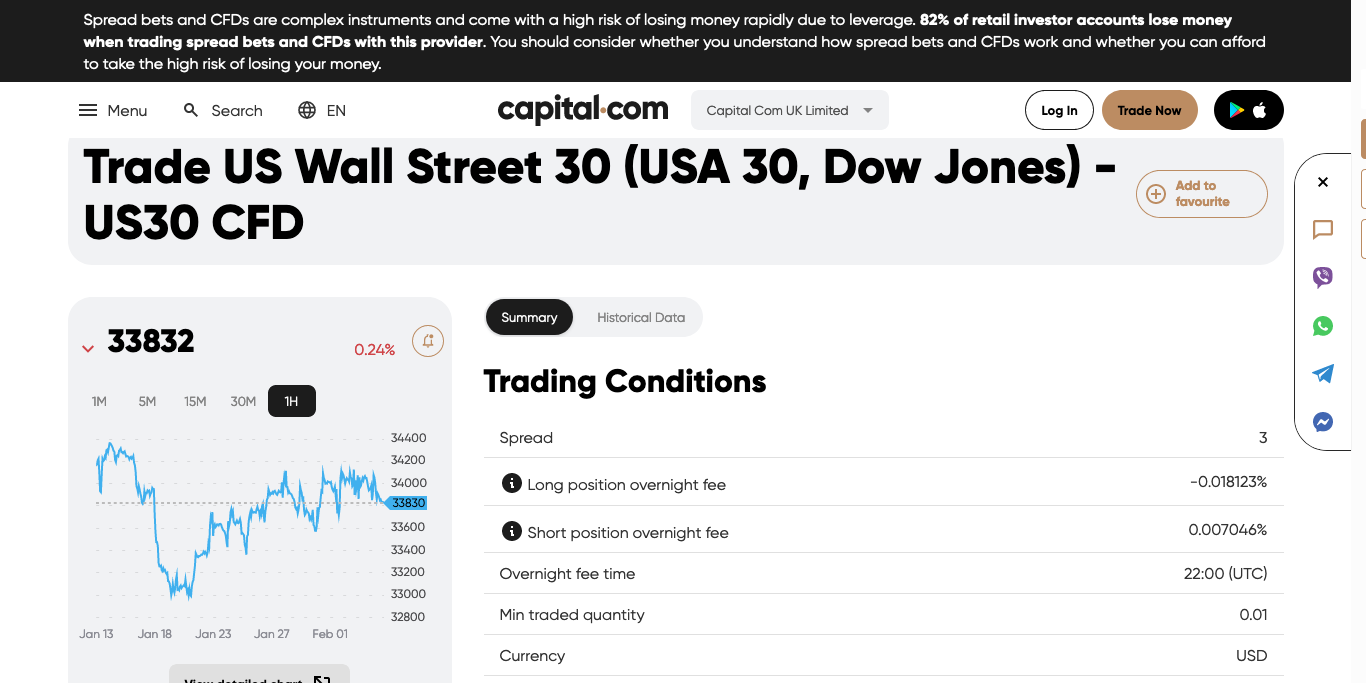 Spread bets and CFDs are complex instruments and come with a high risk of losing money rapidly due to leverage. 82% of retail investor accounts lose money
when trading spread bets and CFDs with this provider. You should consider whether you understand how spread bets and CFDs work and whether you can afford
to take the high risk of losing your money.
Menu Search EN capital.com Capital Com UK Limited Log In Trade Now
Trade US Wall Street 30 (USA 30, Dow Jones) -
US30 CFD
Add to
favourite
33832 0.24%
1M 5M 15M 30M 1H
34400
34200
34000
33830
33600
33400
33200
33000
32800
Jan 13 Jan 18 Jan 23 Jan 27 Feb 01
View detailed chart
Summary Historical Data
Trading Conditions
Spread 3
Long position overnight fee -0.018123%
Short position overnight fee 0.007046%
Overnight fee time 22:00 (UTC)
Min traded quantity 0.01
Currency USD